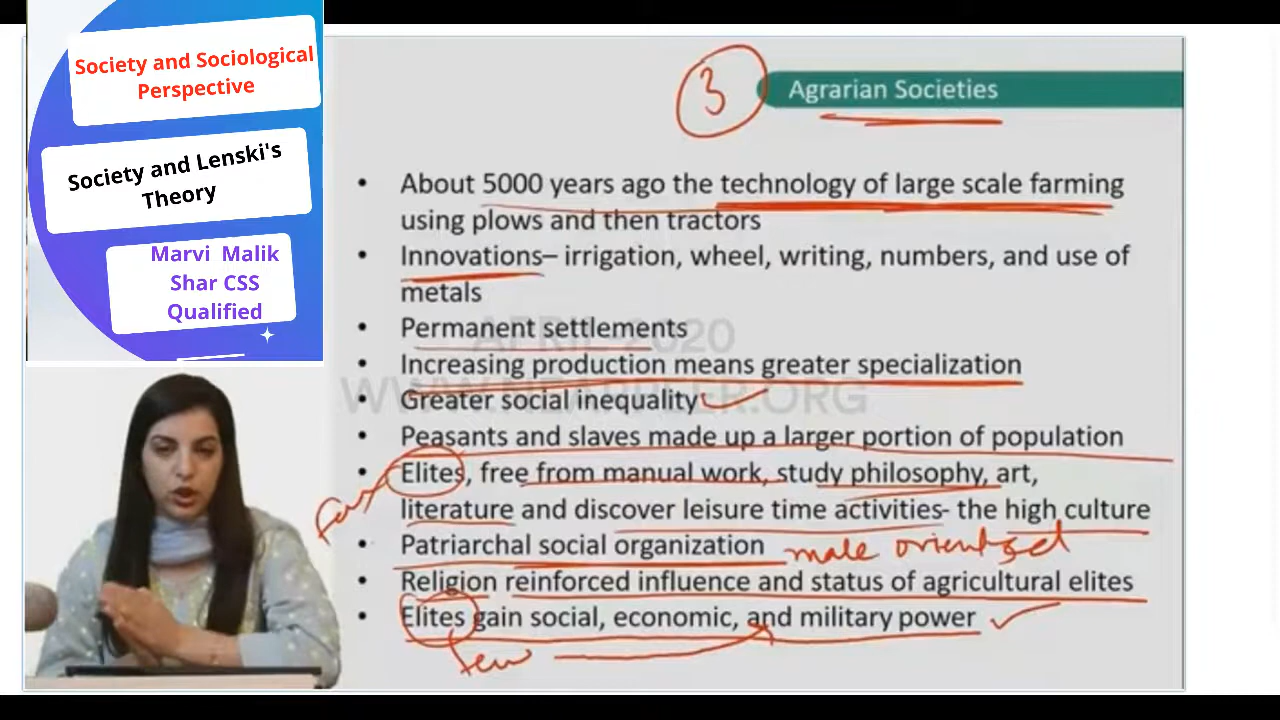 Society and Sociological
Perspective
Society and Lenski's
Theory
Marvi Malik
Shar CSS
Qualified
3
Agrarian Societies
• About 5000 years ago the technology of large scale farming
using plows and then tractors
• Innovations– irrigation, wheel, writing, numbers, and use of
metals
• Permanent settlements
• Increasing production means greater specialization
• Greater social inequality
• Peasants and slaves made up a larger portion of population
• Elites, free from manual work, study philosophy, art,
literature and discover leisure time activities- the high culture
• Patriarchal social organization male oriented
• Religion reinforced influence and status of agricultural elites
• Elites gain social, economic, and military power
few
APRIL 2020